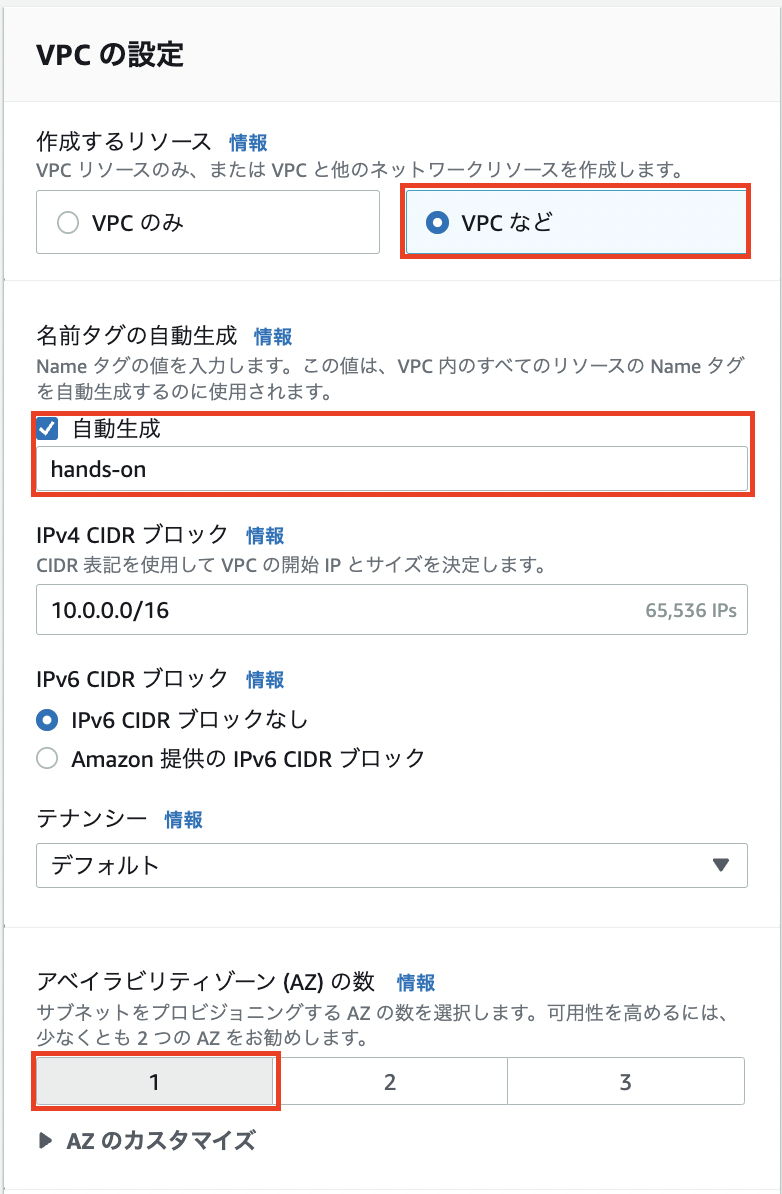 VPC の設定
作成するリソース 情報
VPC リソースのみ、または VPC と他のネットワークリソースを作成します。
VPC のみ
VPC など
名前タグの自動生成 情報
Name タグの値を入力します。この値は、VPC 内のすべてのリソースの Name タグ
を自動生成するのに使用されます。
自動生成
hands-on
IPv4 CIDR ブロック 情報
CIDR 表記を使用して VPC の開始 IP とサイズを決定します。
10.0.0.0/16 65,536 IPs
IPv6 CIDR ブロック 情報
IPv6 CIDR ブロックなし
Amazon 提供の IPv6 CIDR ブロック
テナンシー 情報
デフォルト
アベイラビリティゾーン (AZ) の数 情報
サブネットをプロビジョニングする AZ の数を選択します。可用性を高めるには、
少なくとも 2 つの AZ をお勧めします。
1 2 3
AZ のカスタマイズ